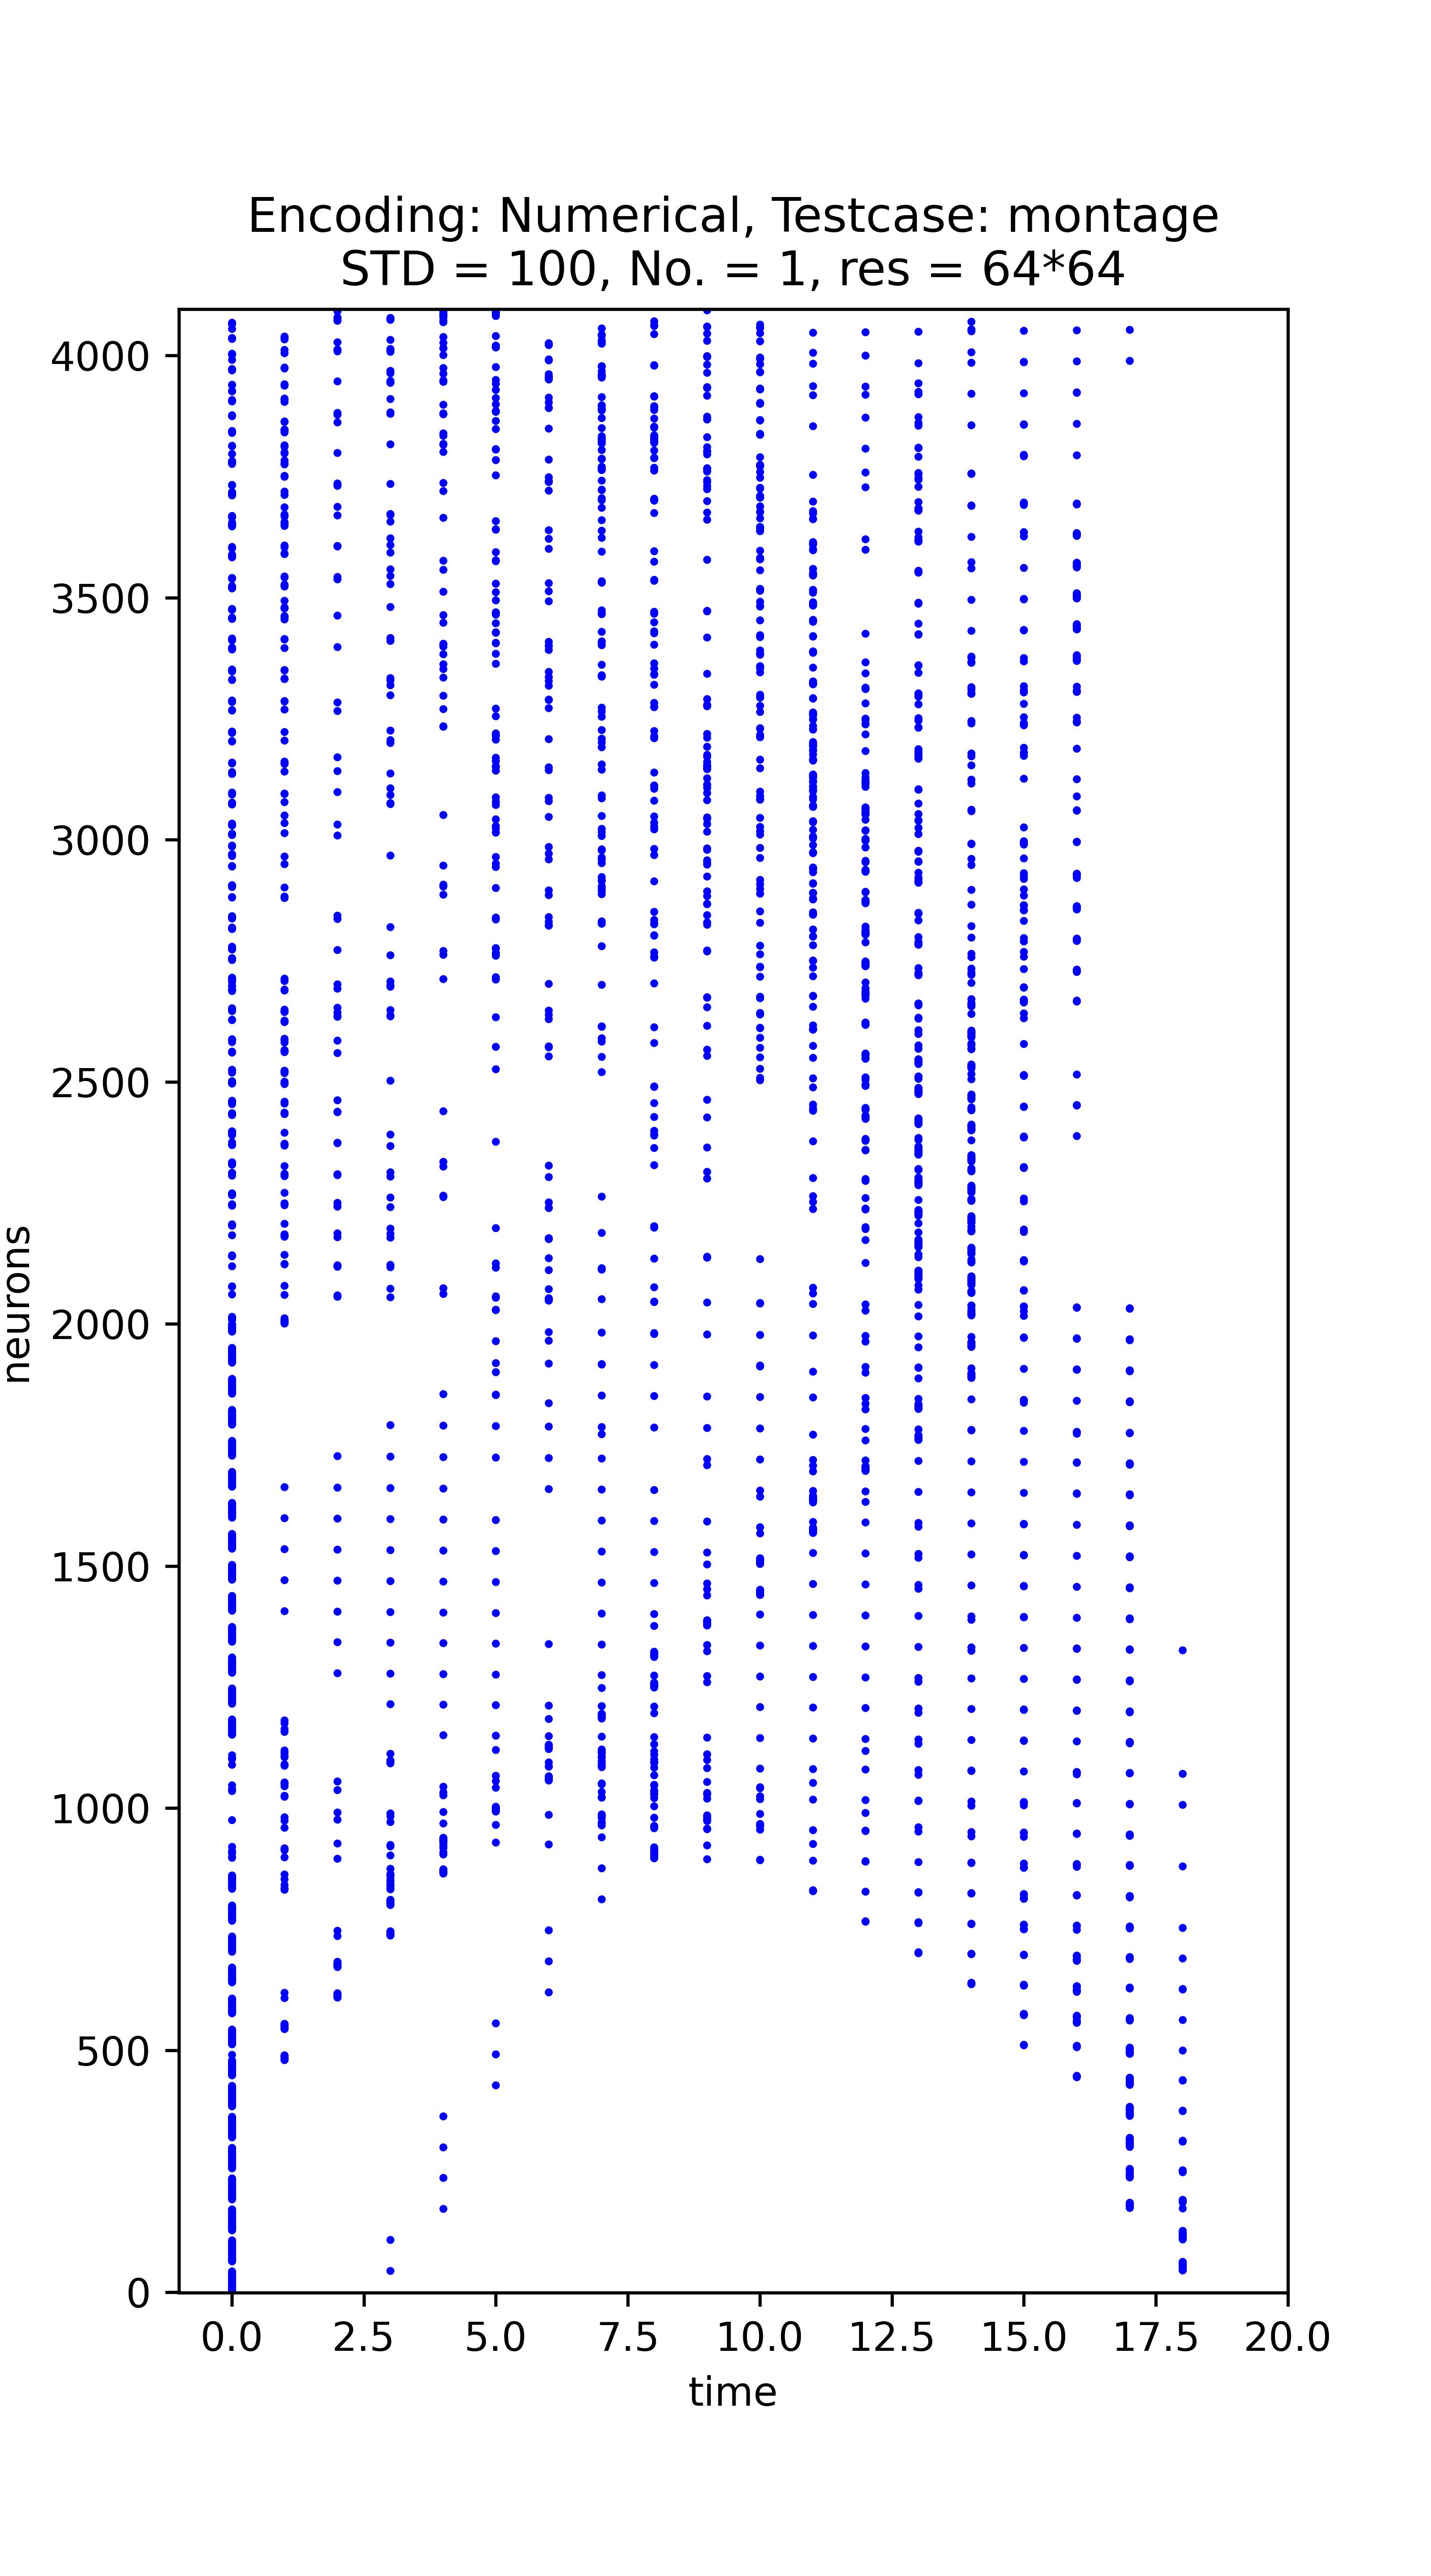 Encoding: Numerical, Testcase: montage
STD = 100, No. = 1, res = 64*64
4000
3500
3000
2500
2000
1500
1000
500
0
neurons
0.0 2.5 5.0 7.5 10.0 12.5 15.0 17.5 20.0
time